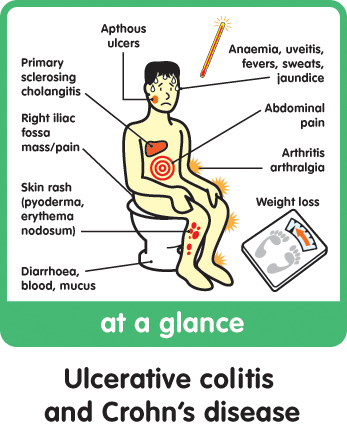 Apthous
ulcers
Anaemia, uveitis,
fevers, sweats,
jaundice
Primary
sclerosing
cholangitis
Abdominal
pain
Right iliac
fossa
mass/pain
Arthritis
arthralgia
Skin rash
(pyoderma,
erythema
nodosum)
Weight loss
Diarrhoea,
blood, mucus
at a glance
Ulcerative colitis
and Crohn's disease